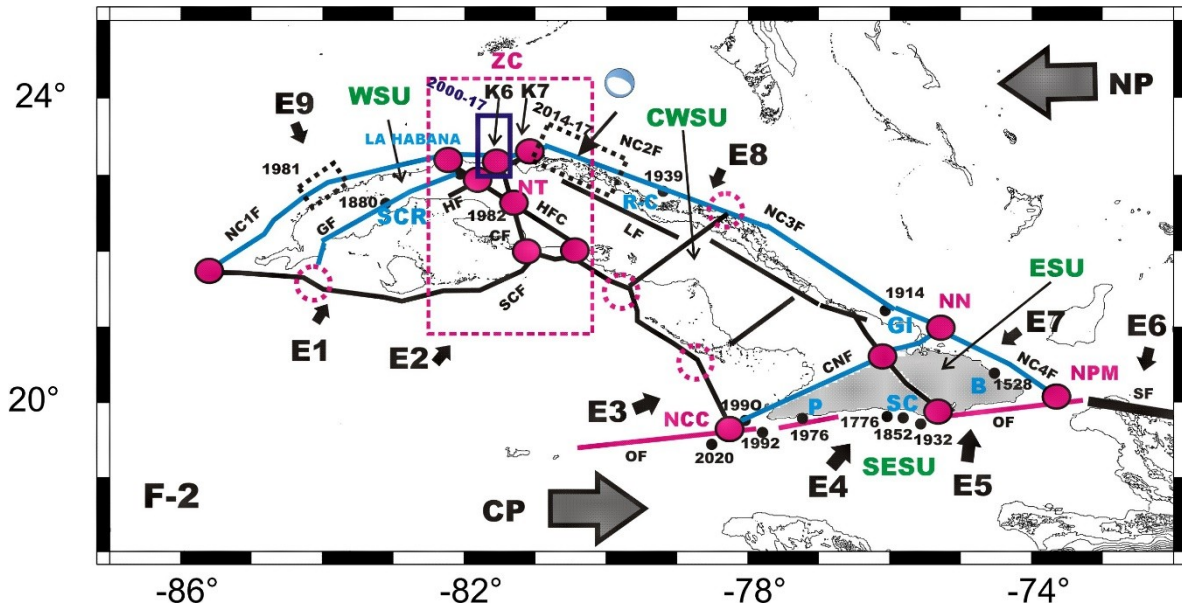 ZC
24°
NP
2000-17
K6
K7
2014-17
WSU
E9
CWSU
LA HABANA
NC2F
1981
E8
1939
NT
R-C
1880
SCR
HF
1982
HFC
LF
NC3F
GF
NC1F
CF
ESU
SCF
1914
NN
E1
GI
E7
E2
E6
CNF
NC4F
NPM
20°
B
1528
SF
E3
P
SC
NCC
1990
OF
1992
1976
1776
1852
1932
OF
2020
E4
SESU
E5
F-2
CP
-86°
-82°
-78°
-74°